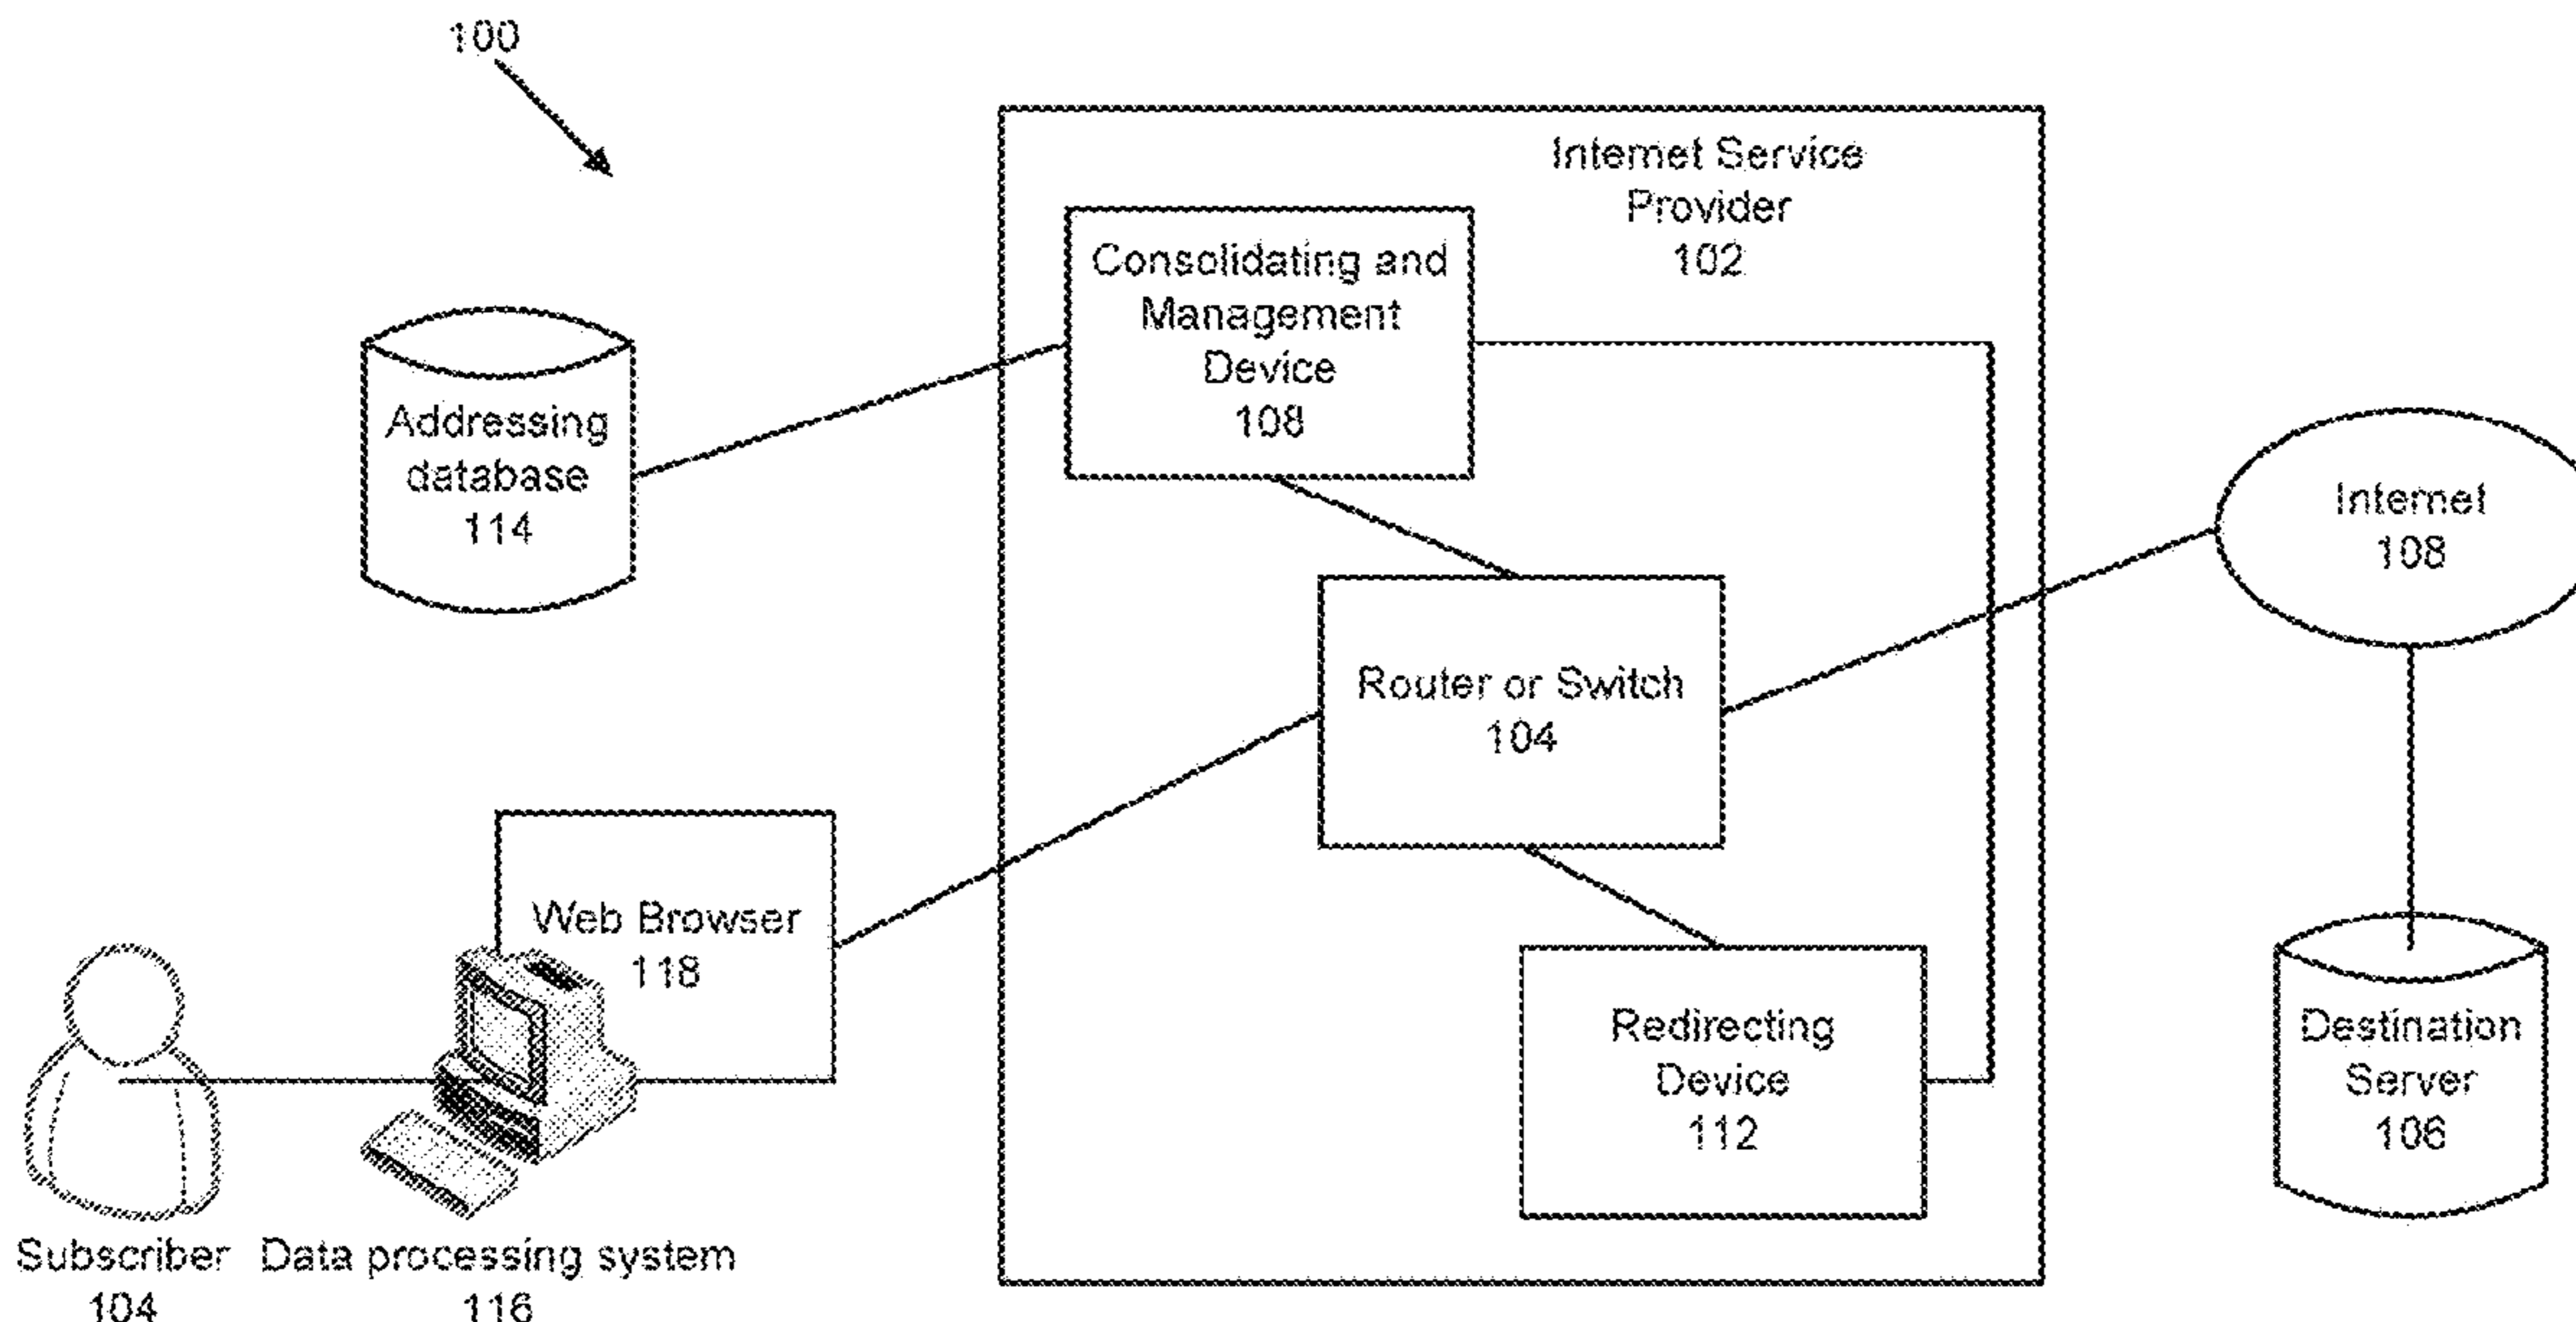 100
Internet Service
Provider
102
Consolidating and
Management
Device
108
Addressing
database
114
Internet
108
Router or Switch
104
Web Browser
118
Redirecting
Device
112
Destination
Server
106
Subscriber
104
Data processing system
116